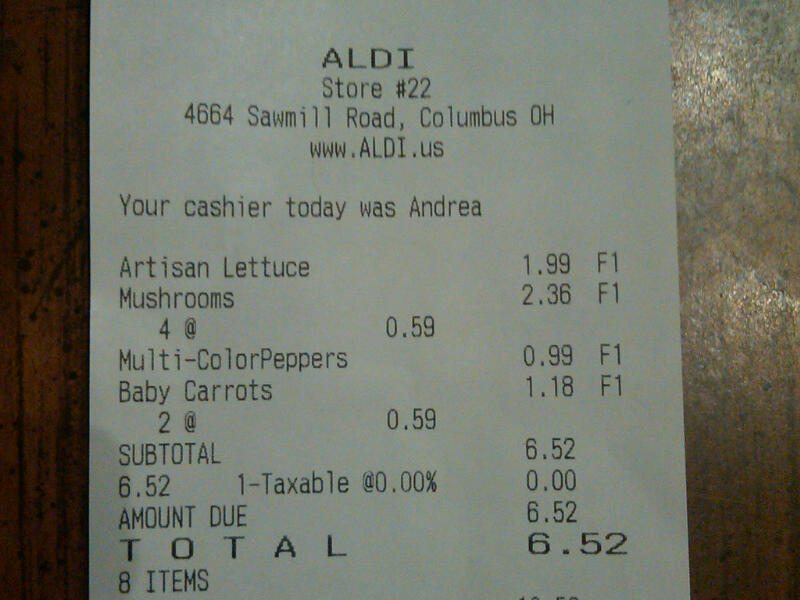 ALDI
Store #22
4664 Sawmill Road, Columbus OH
www.ALDI.us
Your cashier today was Andrea
Artisan Lettuce 1.99 F1
Mushrooms 2.36 F1
4 @ 0.59
Multi-ColorPeppers 0.99 F1
Baby Carrots 1.18 F1
2 @ 0.59
SUBTOTAL 6.52
6.52 1-Taxable @0.00% 0.00
AMOUNT DUE 6.52
T O T A L 6.52
8 ITEMS